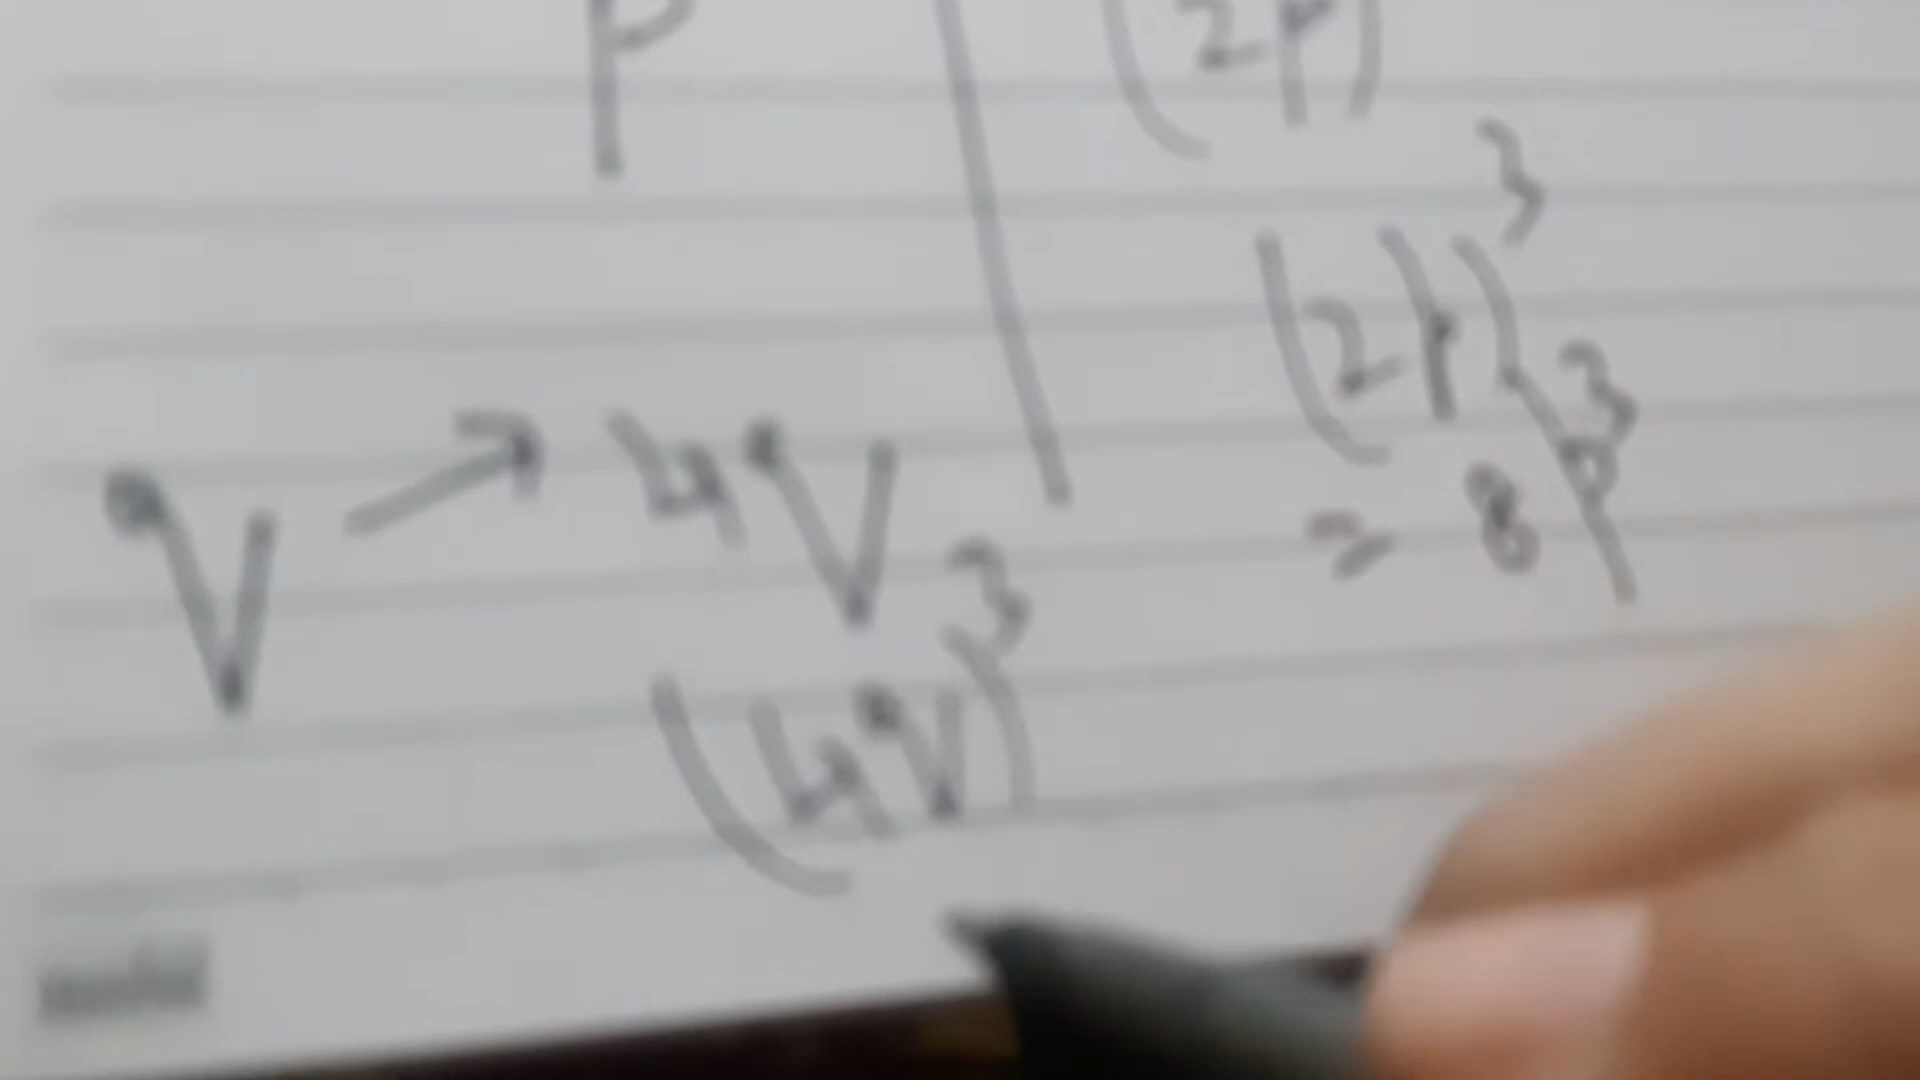 P
(2P)
(2P)³
= 8P³
V → 4V
(4V)³